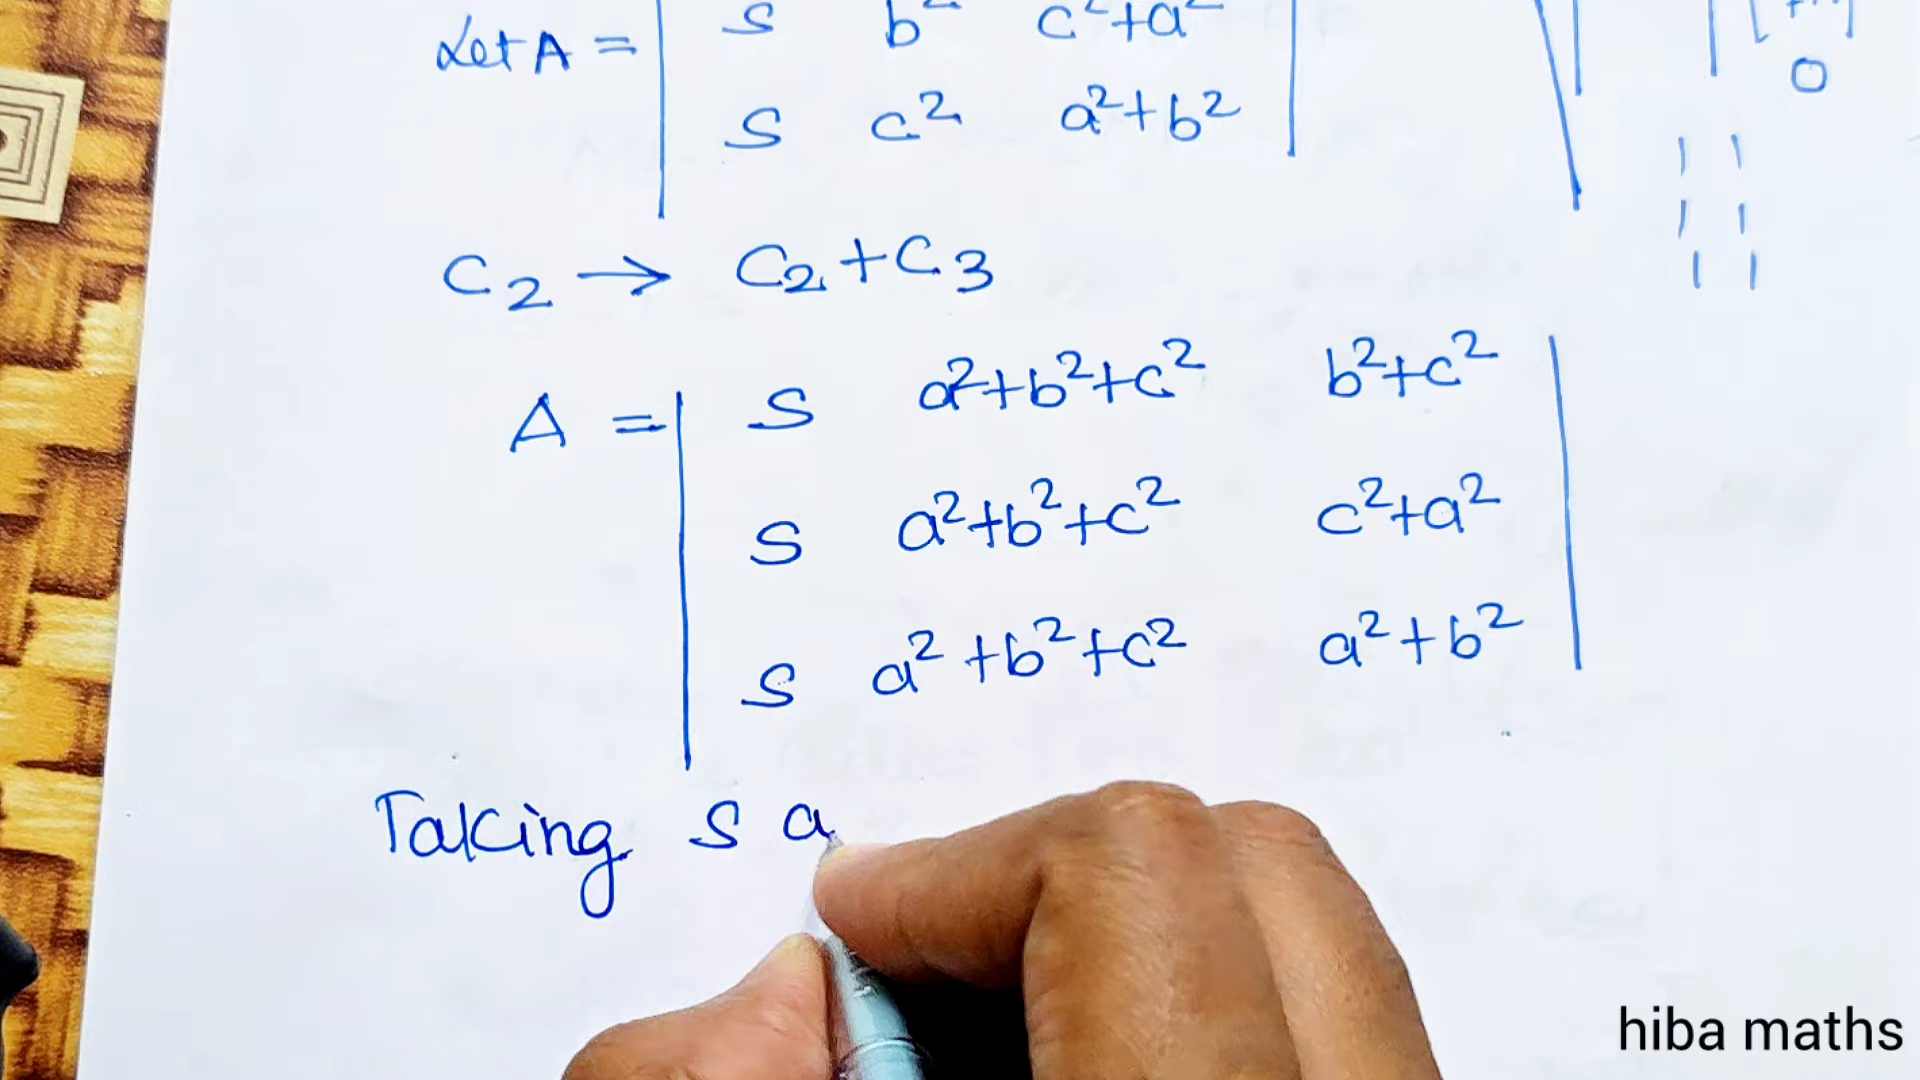 Let A = | s b² c²+a² |
s c² a²+b²
0
C₂ → C₂+C₃
A = | s a²+b²+c² b²+c² |
s a²+b²+c² c²+a²
s a²+b²+c² a²+b²
Taking s a
hiba maths